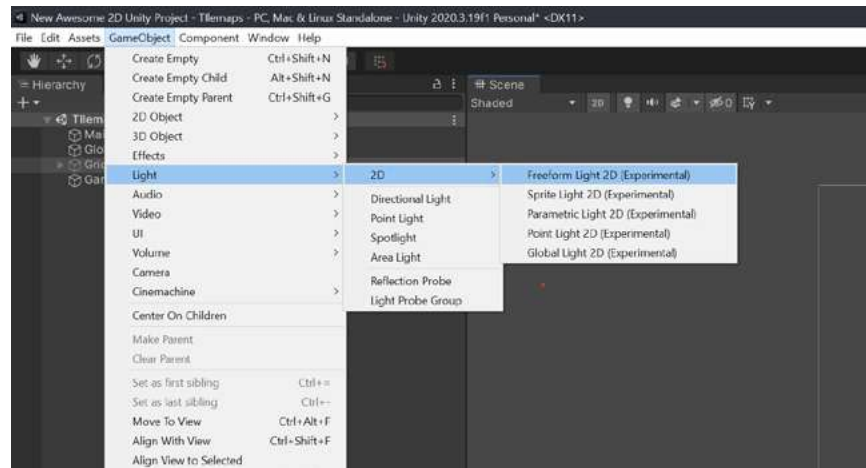 New Awesome 2D Unity Project - Tilemaps - PC, Mac & Linux Standalone - Unity 2020.3.19f1 Personal* <DX11>
File Edit Assets GameObject Component Window Help
Hierarchy
Scene
Shaded 2D 0
Tilem
Mai
Glo
Grid
Gar
Create Empty Ctrl+Shift+N
Create Empty Child Alt+Shift+N
Create Empty Parent Ctrl+Shift+G
2D Object >
3D Object >
Effects >
Light >
Audio >
Video >
UI >
Volume >
Camera
Cinemachine >
Center On Children
Make Parent
Clear Parent
Set as first sibling Ctrl+=
Set as last sibling Ctrl+-
Move To View Ctrl+Alt+F
Align With View Ctrl+Shift+F
Align View to Selected
2D >
Directional Light
Point Light
Spotlight
Area Light
Reflection Probe
Light Probe Group
Freeform Light 2D (Experimental)
Sprite Light 2D (Experimental)
Parametric Light 2D (Experimental)
Point Light 2D (Experimental)
Global Light 2D (Experimental)